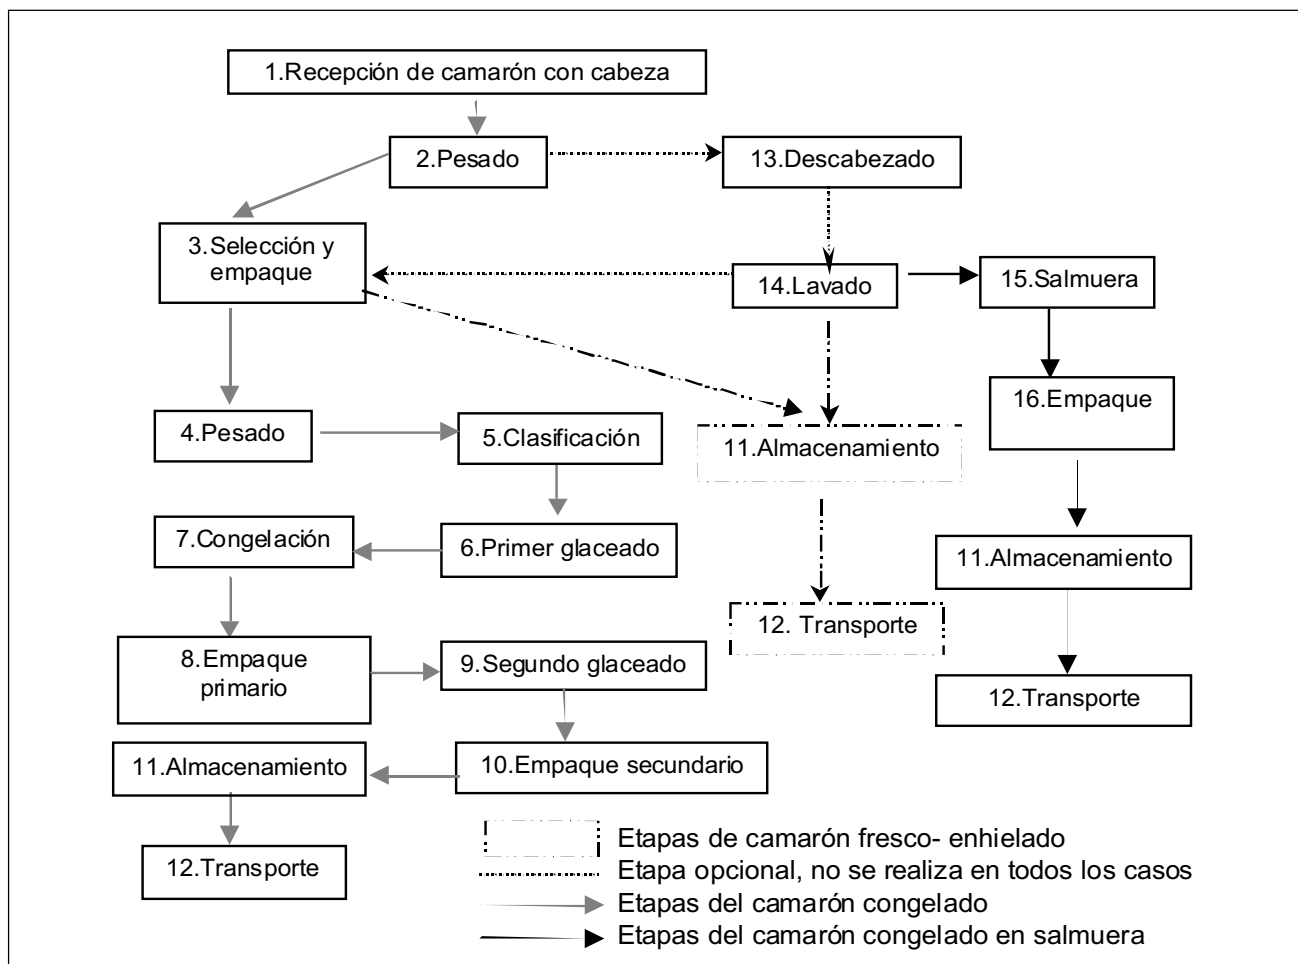 1.Recepción de camarón con cabeza
2.Pesado
13.Descabezado
3.Selección y
empaque
14.Lavado
15.Salmuera
16.Empaque
4.Pesado
5.Clasificación
11.Almacenamiento
7.Congelación
6.Primer glaceado
11.Almacenamiento
12. Transporte
8.Empaque
primario
9.Segundo glaceado
12.Transporte
11.Almacenamiento
10.Empaque secundario
12.Transporte
Etapas de camarón fresco- enhielado
Etapa opcional, no se realiza en todos los casos
Etapas del camarón congelado
Etapas del camarón congelado en salmuera